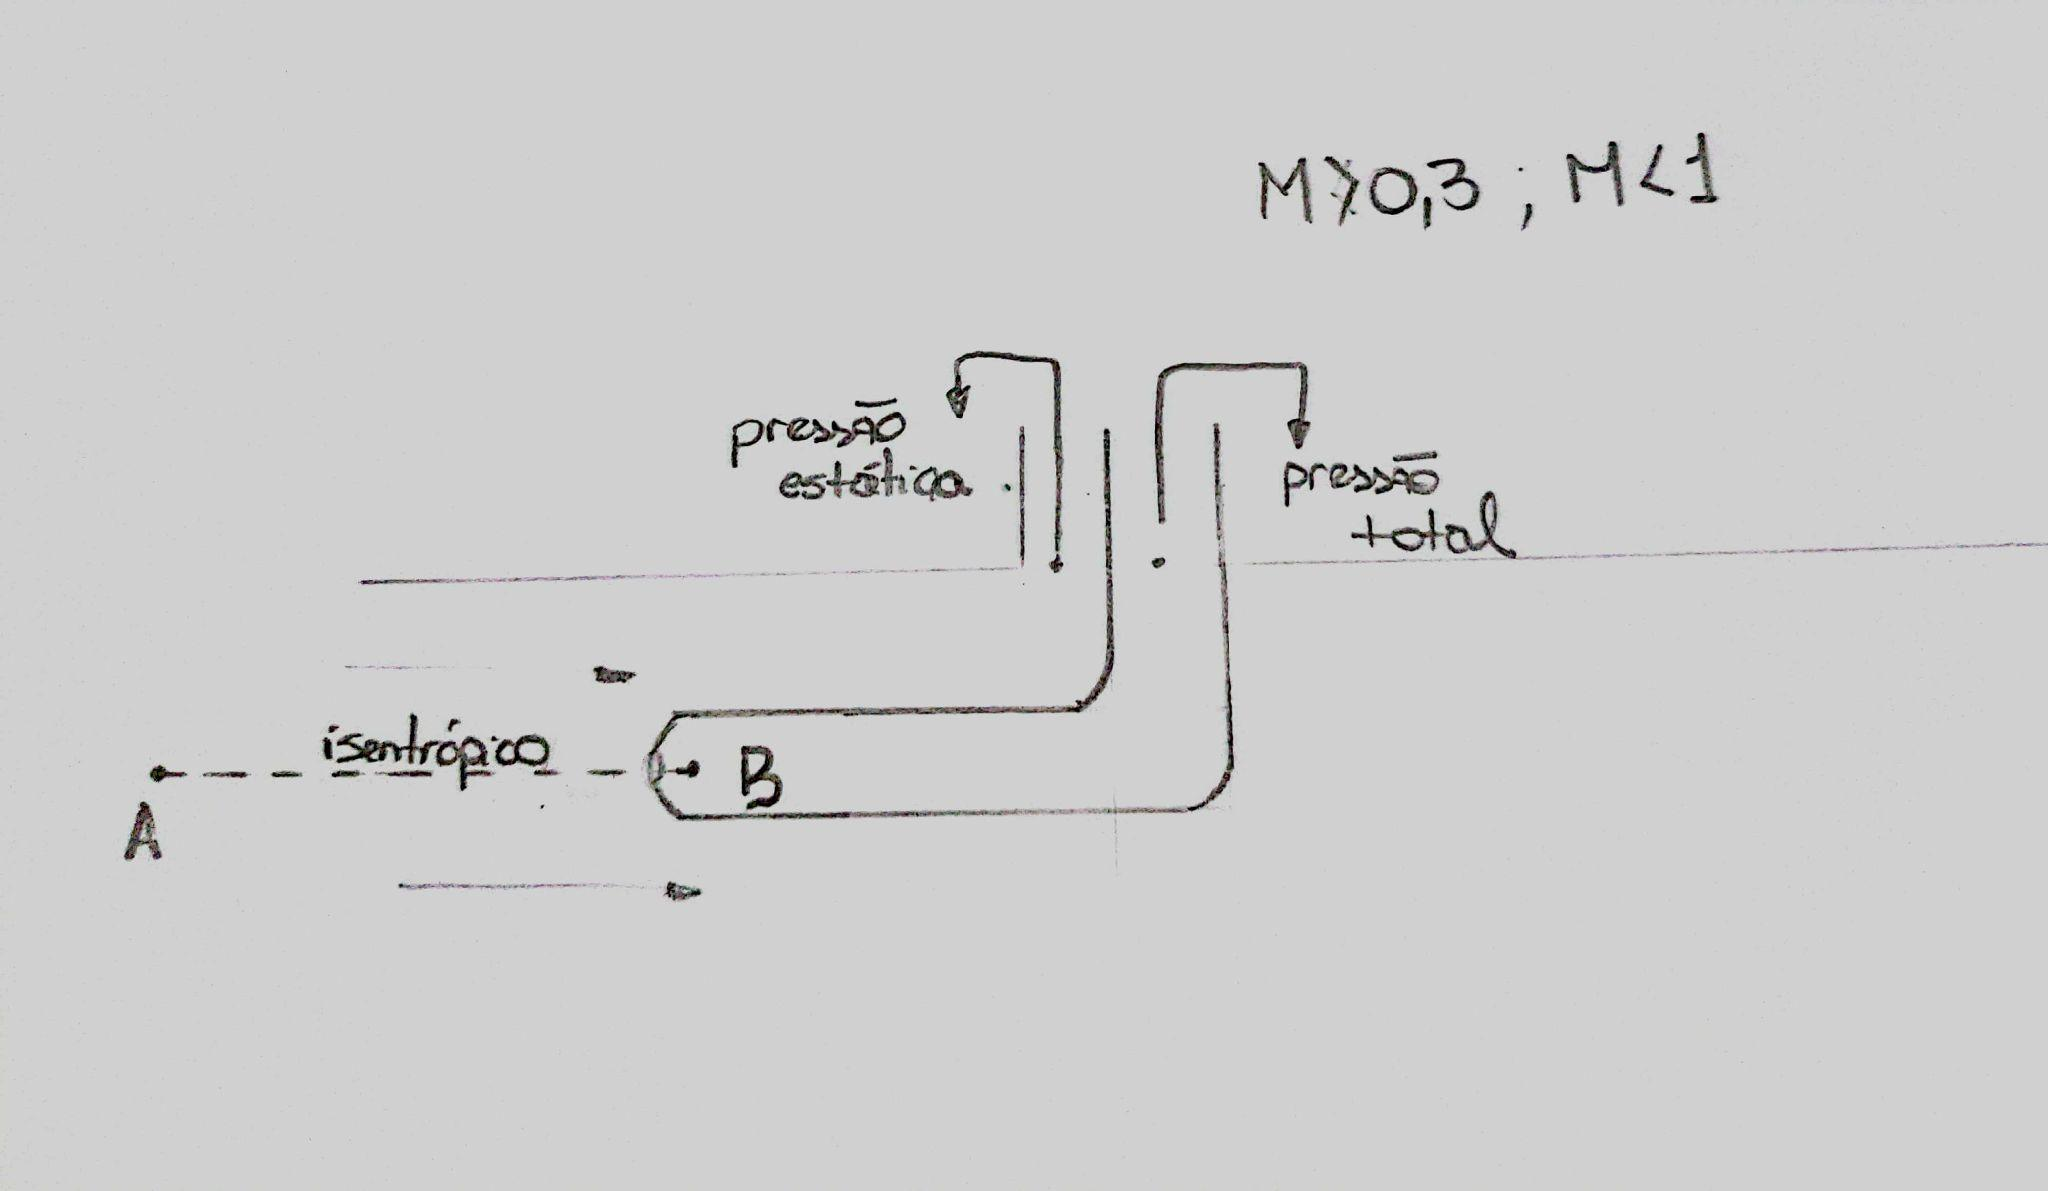 M>0,3 ; M<1
pressão
estática
pressão
total
isentrópico
B
A